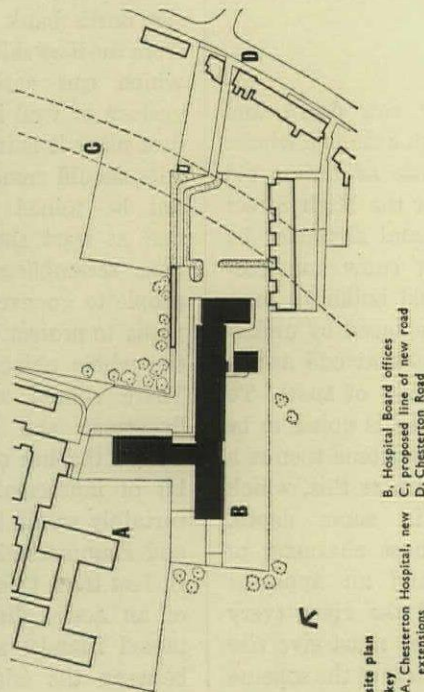 A
B
C
D
site plan
key
A, Chesterton Hospital, new
extensions
B, Hospital Board offices
C, proposed line of new road
D, Chesterton Road